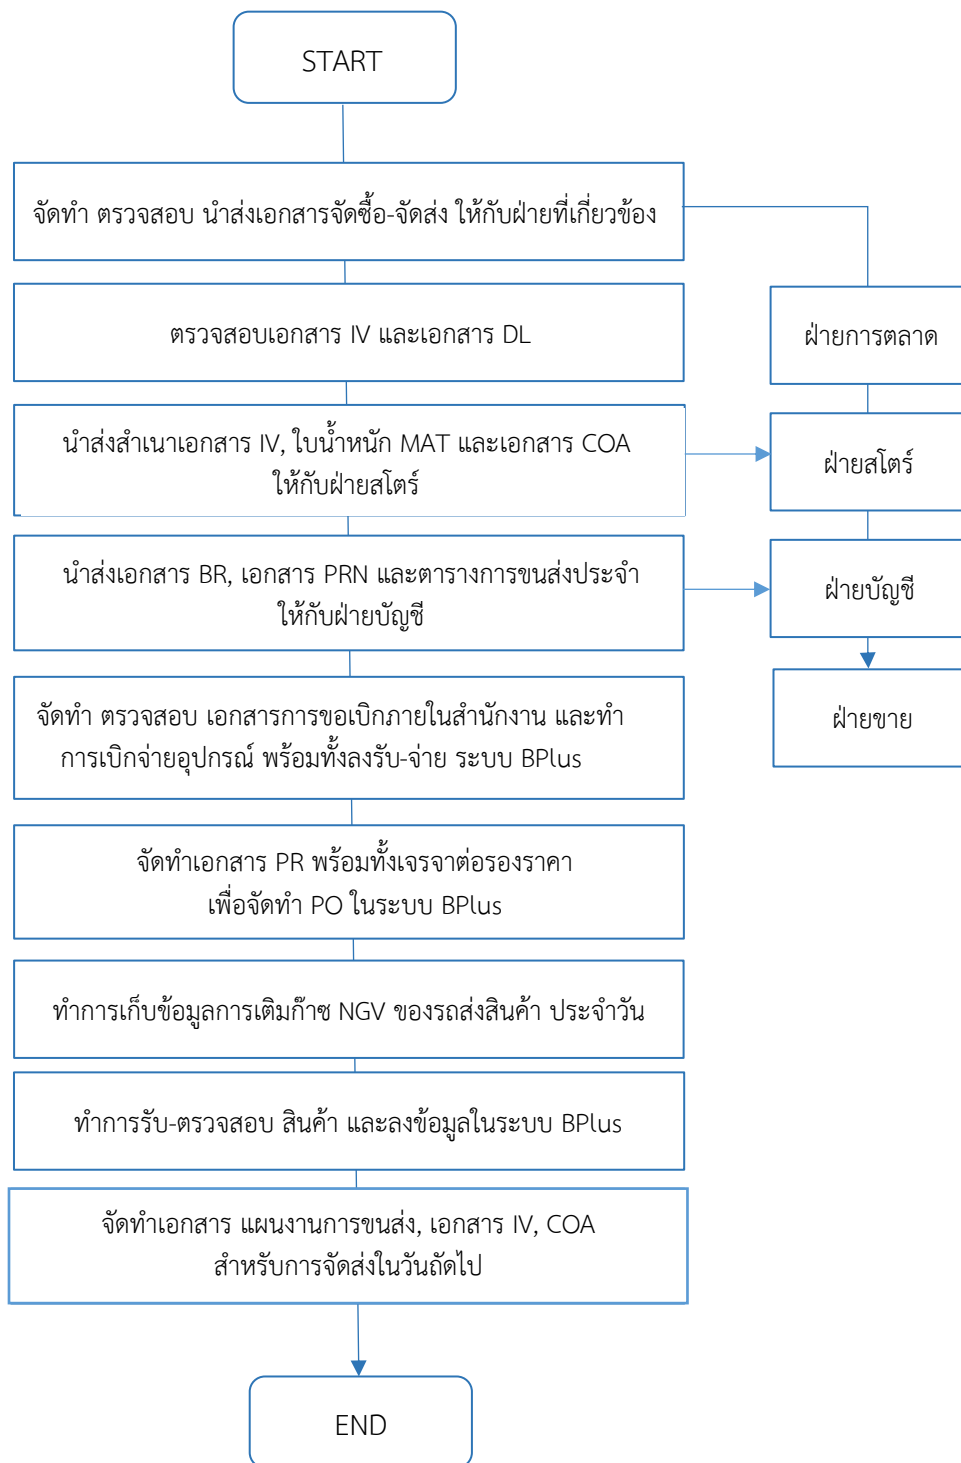 START
จัดทำ ตรวจสอบ นำส่งเอกสารจัดซื้อ-จัดส่ง ให้กับฝ่ายที่เกี่ยวข้อง
ตรวจสอบเอกสาร IV และเอกสาร DL
ฝ่ายการตลาด
นำส่งสำเนาเอกสาร IV, ใบน้ำหนัก MAT และเอกสาร COA
ให้กับฝ่ายสโตร์
ฝ่ายสโตร์
นำส่งเอกสาร BR, เอกสาร PRN และตารางการขนส่งประจำ
ให้กับฝ่ายบัญชี
ฝ่ายบัญชี
จัดทำ ตรวจสอบ เอกสารการขอเบิกภายในสำนักงาน และทำ
การเบิกจ่ายอุปกรณ์ พร้อมทั้งลงรับ-จ่าย ระบบ BPlus
ฝ่ายขาย
จัดทำเอกสาร PR พร้อมทั้งเจรจาต่อรองราคา
เพื่อจัดทำ PO ในระบบ BPlus
ทำการเก็บข้อมูลการเติมก๊าซ NGV ของรถส่งสินค้า ประจำวัน
ทำการรับ-ตรวจสอบ สินค้า และลงข้อมูลในระบบ BPlus
จัดทำเอกสาร แผนงานการขนส่ง, เอกสาร IV, COA
สำหรับการจัดส่งในวันถัดไป
END